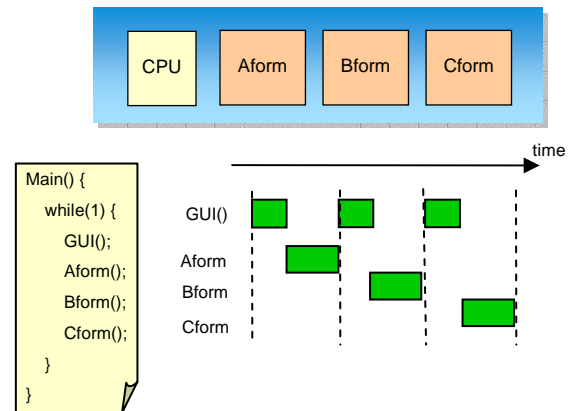 CPU
Aform
Bform
Cform
time
Main() {
while(1) {
GUI();
Aform();
Bform();
Cform();
}
}
GUI()
Aform
Bform
Cform